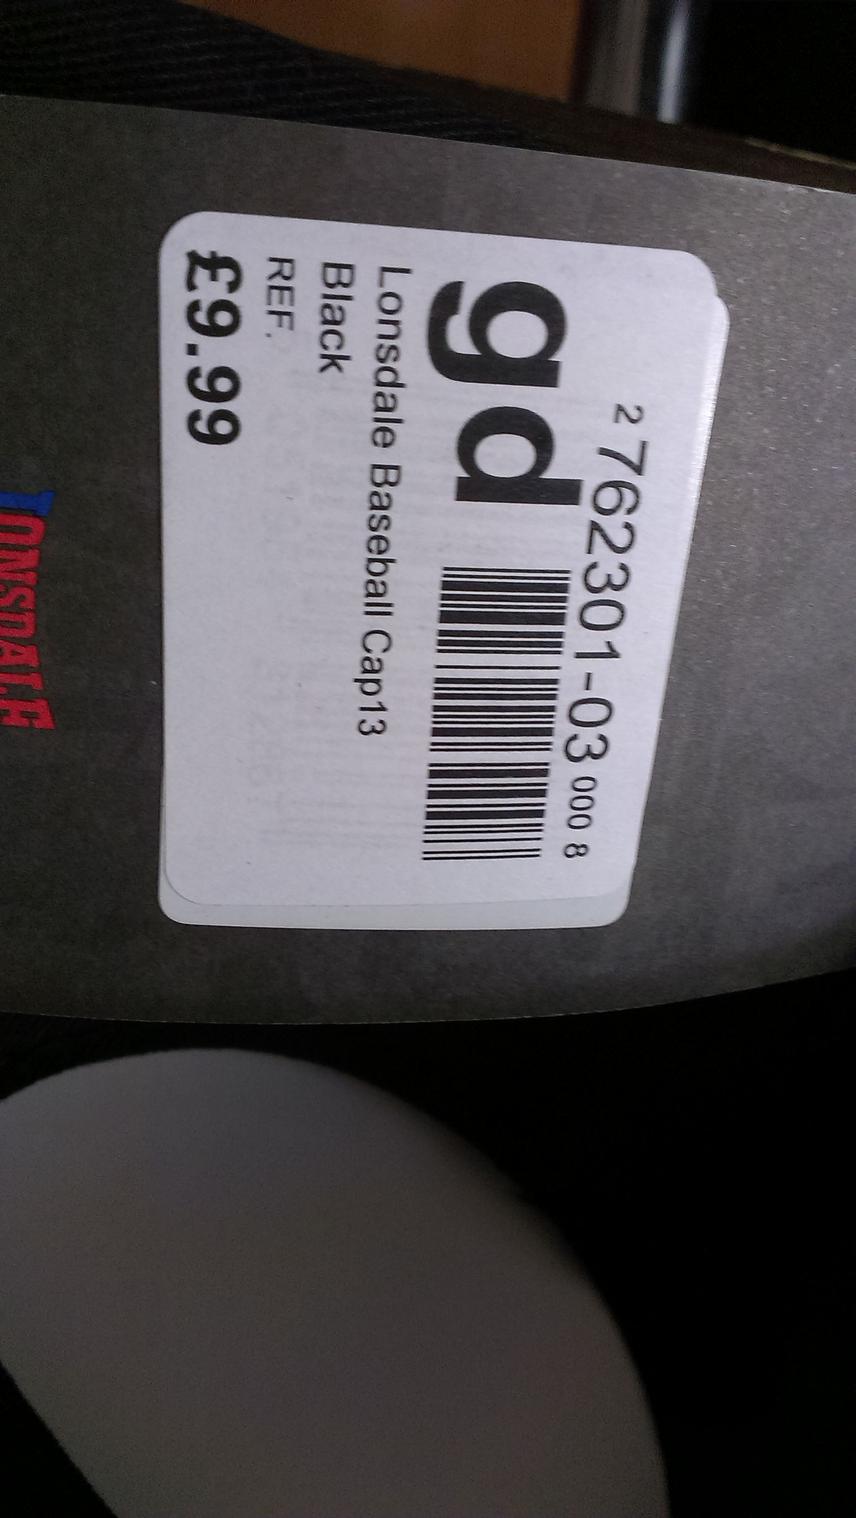 2 762301-03 000 8
gd
Lonsdale Baseball Cap13
Black
REF.
£9.99
LONSDALE